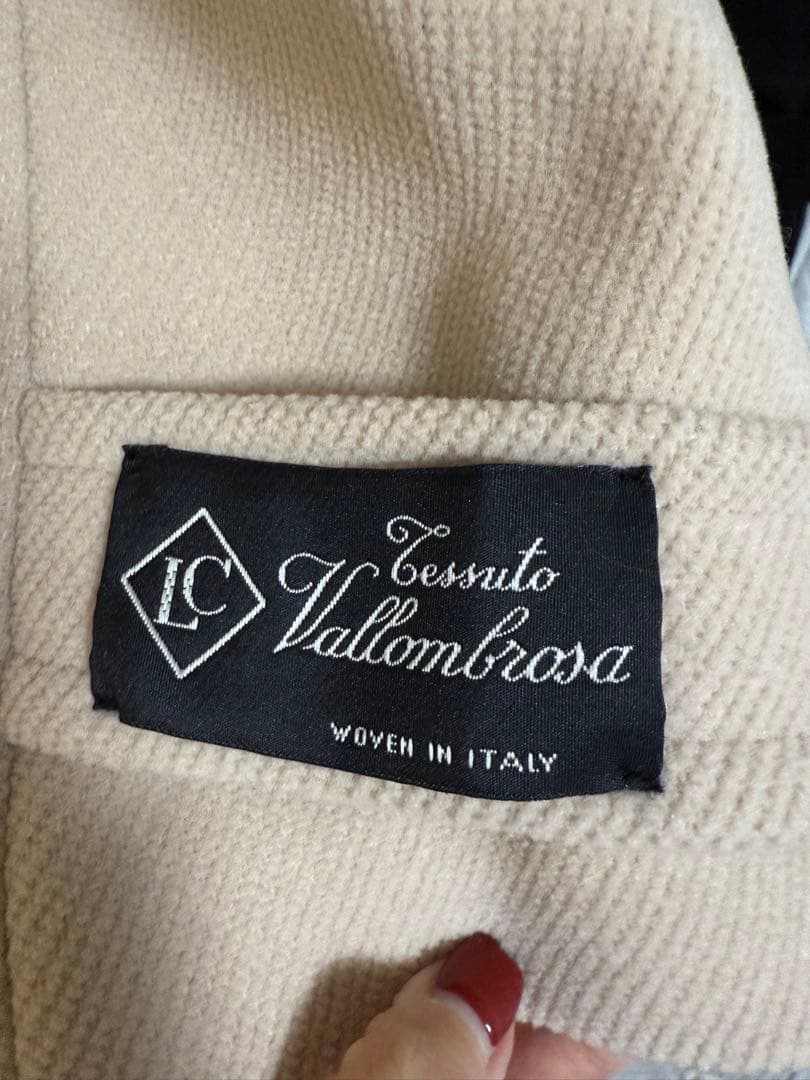 LC
Tessuto
Vallombrosa
WOVEN IN ITALY